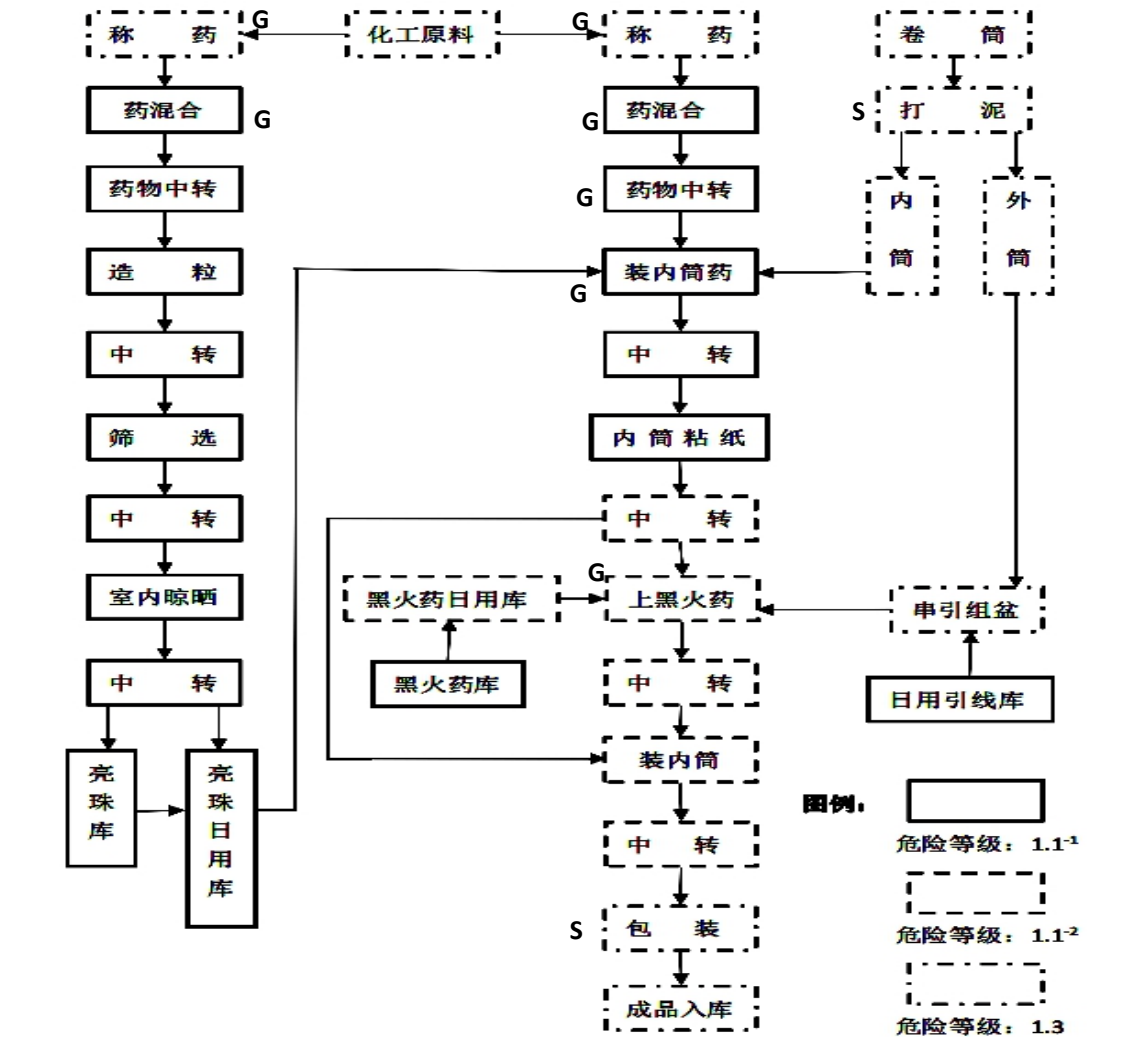 称 药
G
化工原料
G
称 药
卷 筒
药混合
G
药混合
G
S
打 泥
药物中转
G
药物中转
内筒
外筒
造 粒
装内筒药
G
中 转
中 转
筛 选
内筒粘纸
中 转
中 转
室内晾晒
黑火药日用库
G
上黑火药
串引组盆
中 转
黑火药库
中 转
日用引线库
亮珠库
亮珠日用库
装内筒
图例：
危险等级：1.1-1
中 转
危险等级：1.1-2
S
包 装
成品入库
危险等级：1.3